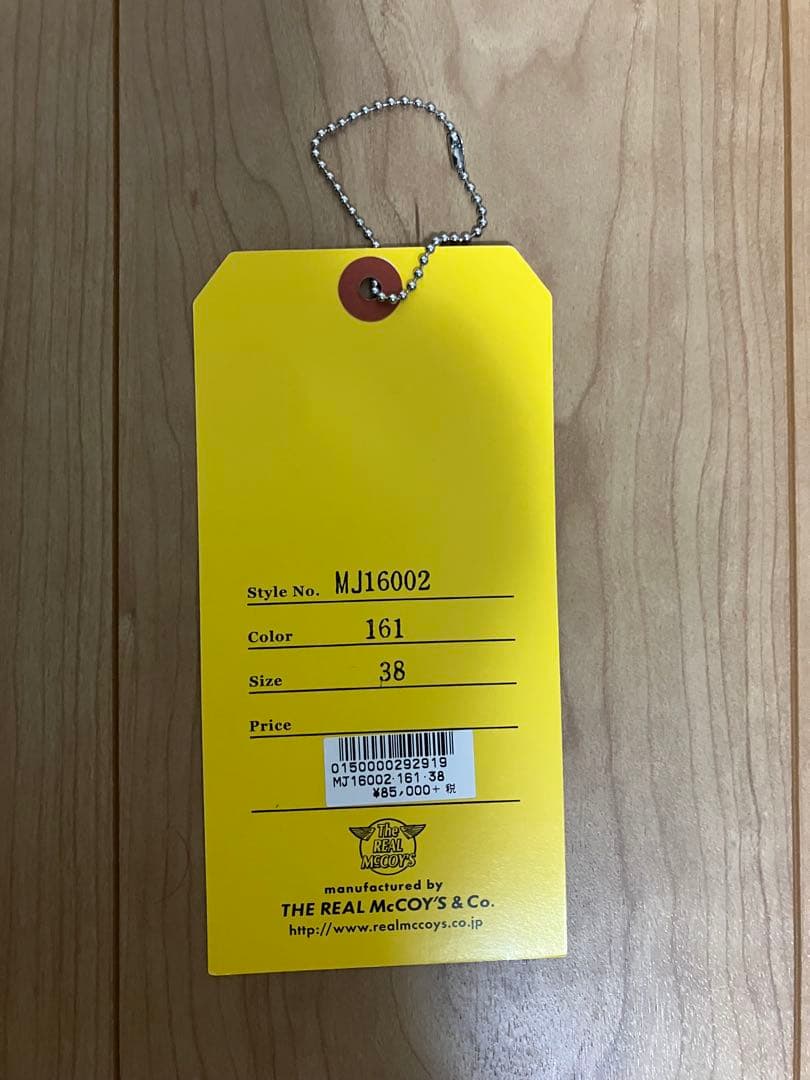 Style No. MJ16002
Color 161
Size 38
Price
0150000292919
MJ16002-161-38
¥85,000+税
The
REAL
McCOY'S
manufactured by
THE REAL McCOY'S & Co.
http://www.realmccoys.co.jp